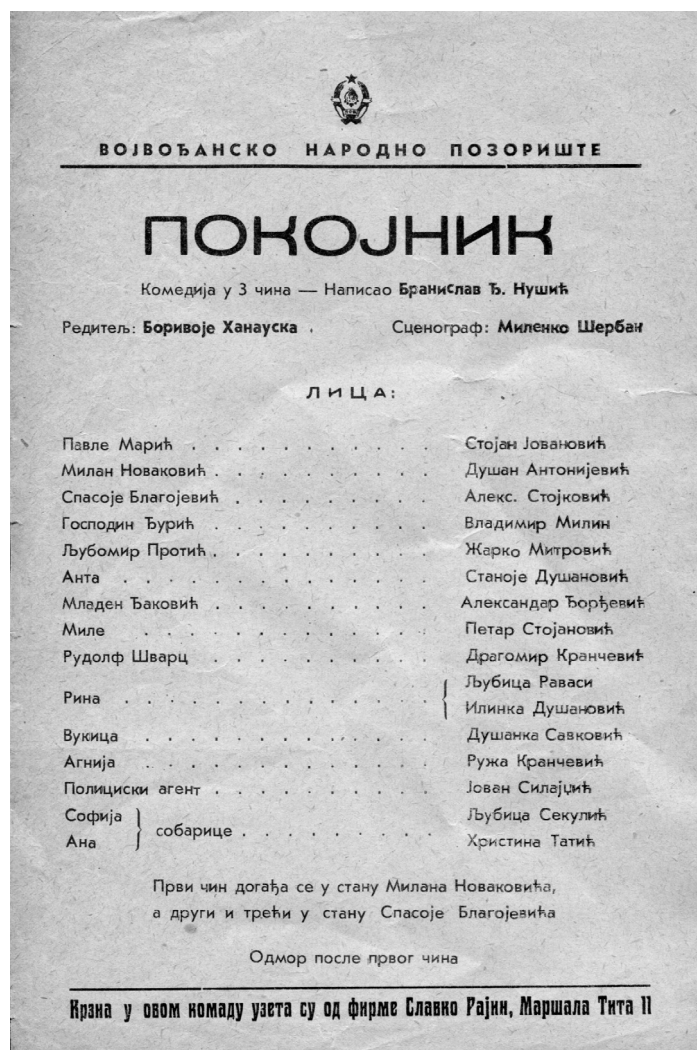 ВОЈВОЂАНСКО НАРОДНО ПОЗОРИШТЕ
ПОКОЈНИК
Комедија у 3 чина — Написао Бранислав Ђ. Нушић
Редитељ: Боривоје Ханауска . Сценограф: Миленко Шербан
ЛИЦА:
Павле Марић . . . . . . . . . . Стојан Јовановић
Милан Новаковић . . . . . . . . . Душан Антонијевић
Спасоје Благојевић . . . . . . . . Алекс. Стојковић
Господин Ђурић . . . . . . . . . Владимир Милин
Љубомир Протић . . . . . . . . . Жарко Митровић
Анта . . . . . . . . . . . . . Станоје Душановић
Младен Ђаковић . . . . . . . . . Александар Ђорђевић
Миле . . . . . . . . . . . . Петар Стојановић
Рудолф Шварц . . . . . . . . . . Драгомир Кранчевић
Рина . . . . . . . . . . . . . { Љубица Раваси
Илинка Душановић
Вукица . . . . . . . . . . . . Душанка Савковић
Агнија . . . . . . . . . . . . Ружа Кранчевић
Полициски агент . . . . . . . . . Јован Силајџић
Софија } собарице . . . . . . . . Љубица Секулић
Ана Христина Татић
Први чин догађа се у стану Милана Новаковића,
а други и трећи у стану Спасоје Благојевића
Одмор после првог чина
Крзна у овом комаду узета су од фирме Славко Рајин, Маршала Тита 11